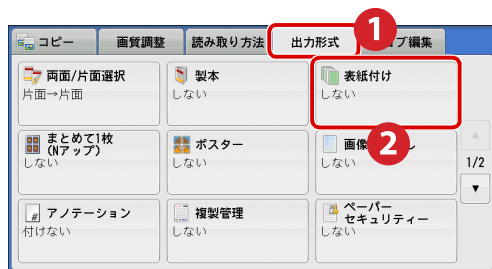 コピー
画質調整
読み取り方法
出力形式
1
ブ編集
両面/片面選択
片面→片面
製本
しない
表紙付け
しない
2
まとめて1枚
(Nアップ)
しない
ポスター
しない
画像
し
しない
1/2
アノテーション
付けない
複製管理
しない
ペーパー
セキュリティー
しない